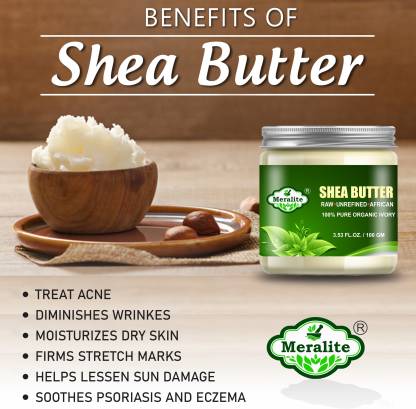 BENEFITS OF
Shea Butter
Meralite ®
SHEA BUTTER
RAW·UNREFINED·AFRICAN
100% PURE ORGANIC IVORY
3.53 FL.OZ. / 100 GM
• TREAT ACNE
• DIMINISHES WRINKES
• MOISTURIZES DRY SKIN
• FIRMS STRETCH MARKS
• HELPS LESSEN SUN DAMAGE
• SOOTHES PSORIASIS AND ECZEMA
Meralite ®